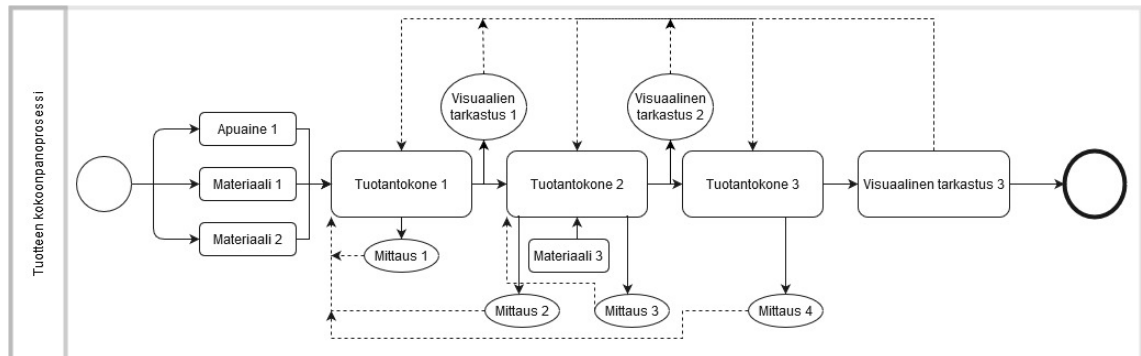 Tuotteen kokoonpanoprosessi
Visuaalien
tarkastus 1
Visuaalinen
tarkastus 2
Apuaine 1
Materiaali 1
Materiaali 2
Tuotantokone 1
Tuotantokone 2
Tuotantokone 3
Visuaalinen tarkastus 3
Mittaus 1
Materiaali 3
Mittaus 2
Mittaus 3
Mittaus 4